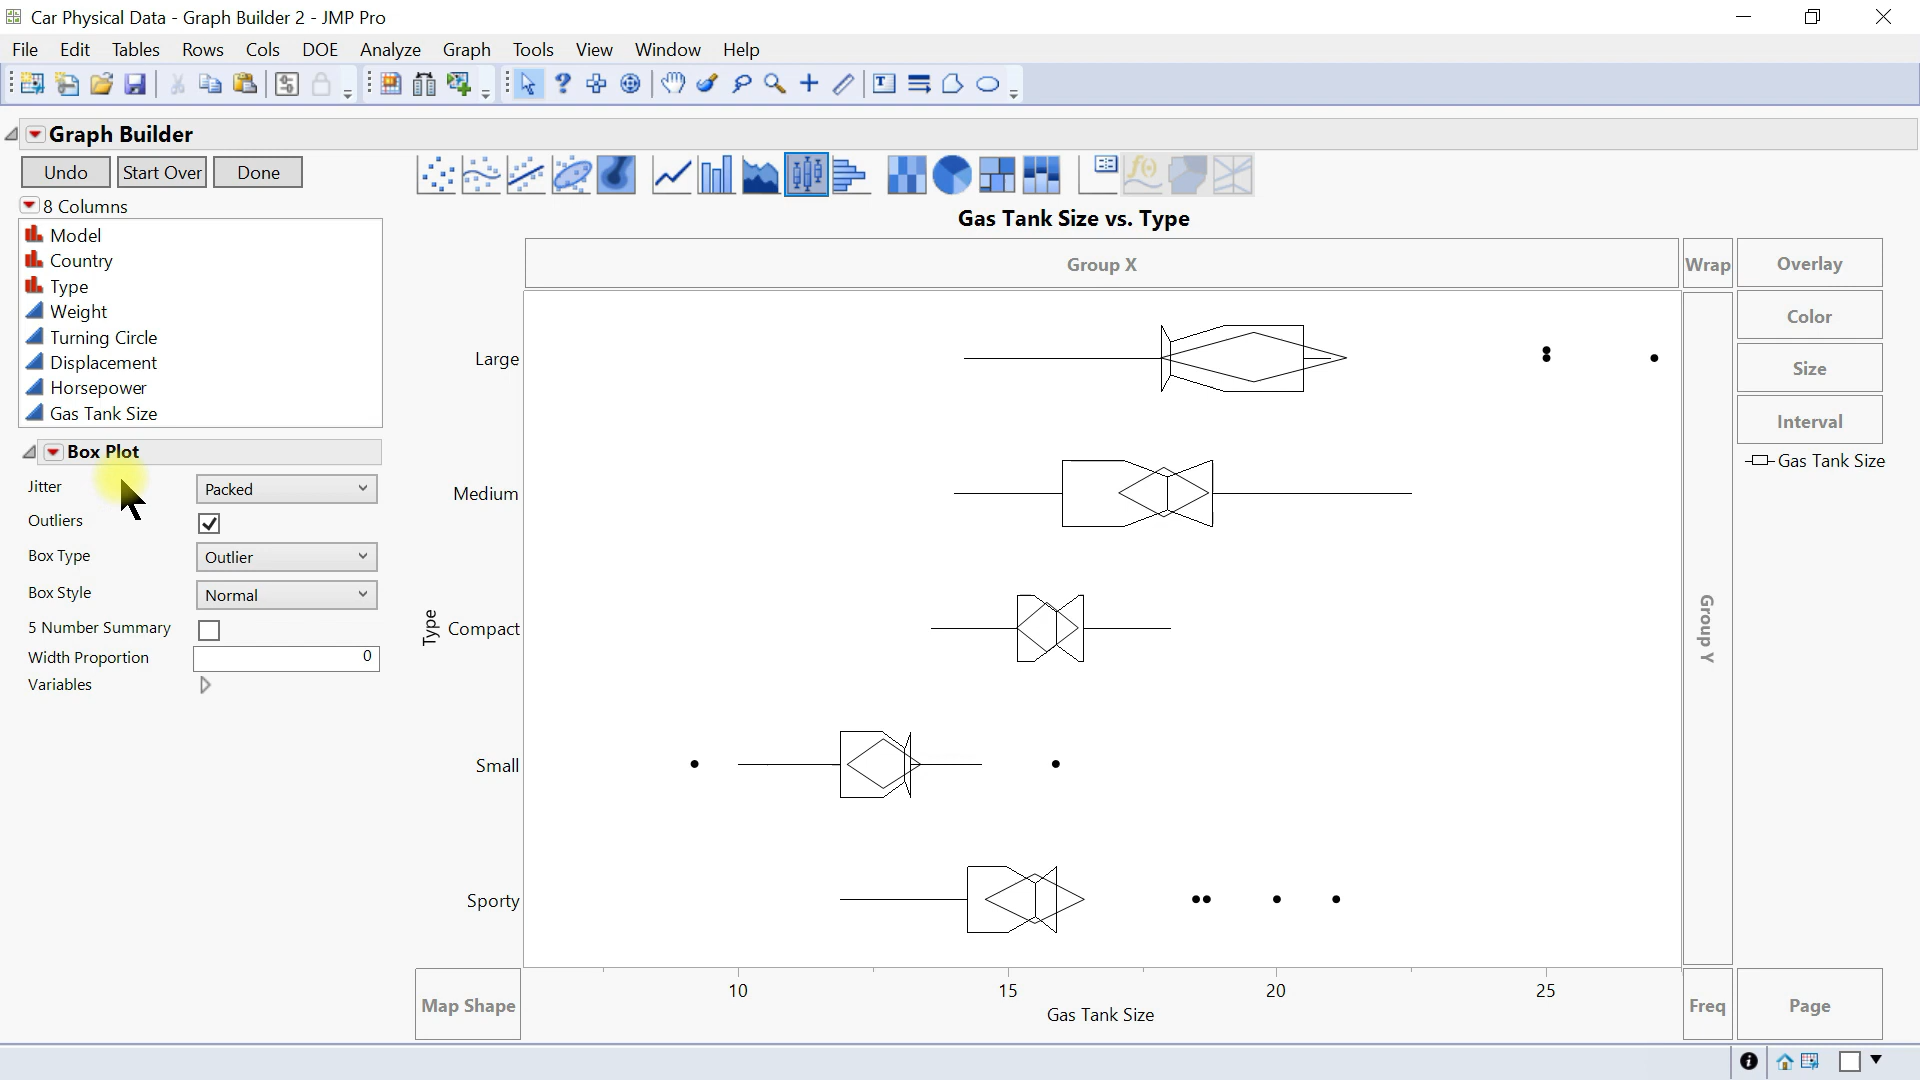 Car Physical Data - Graph Builder 2 - JMP Pro
File Edit Tables Rows Cols DOE Analyze Graph Tools View Window Help
Graph Builder
Undo Start Over Done
8 Columns
Model
Country
Type
Weight
Turning Circle
Displacement
Horsepower
Gas Tank Size
Box Plot
Jitter Packed
Outliers
Box Type Outlier
Box Style Normal
5 Number Summary
Width Proportion 0
Variables
Gas Tank Size vs. Type
Group X
Wrap
Overlay
Color
Size
Interval
Gas Tank Size
Group Y
Large
Medium
Compact
Small
Sporty
Type
10 15 20 25
Gas Tank Size
Map Shape
Freq
Page